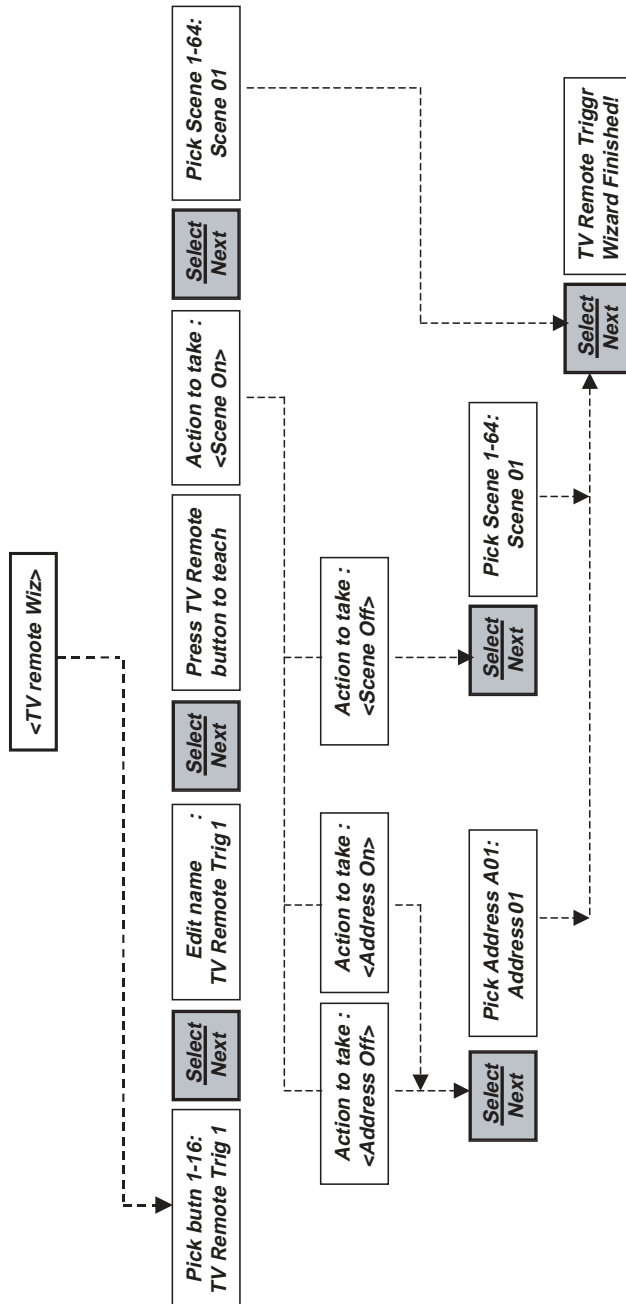 <TV remote Wiz>
Pick butn 1-16:
TV Remote Trig 1
Select
Next
Edit name :
TV Remote Trig1
Select
Next
Press TV Remote
button to teach
Action to take :
<Scene On>
Select
Next
Pick Scene 1-64:
Scene 01
Action to take :
<Address Off>
Action to take :
<Address On>
Action to take :
<Scene Off>
Select
Next
Pick Address A01:
Address01
Select
Next
Pick Scene 1-64:
Scene 01
Select
Next
TV Remote Triggr
Wizard Finished!